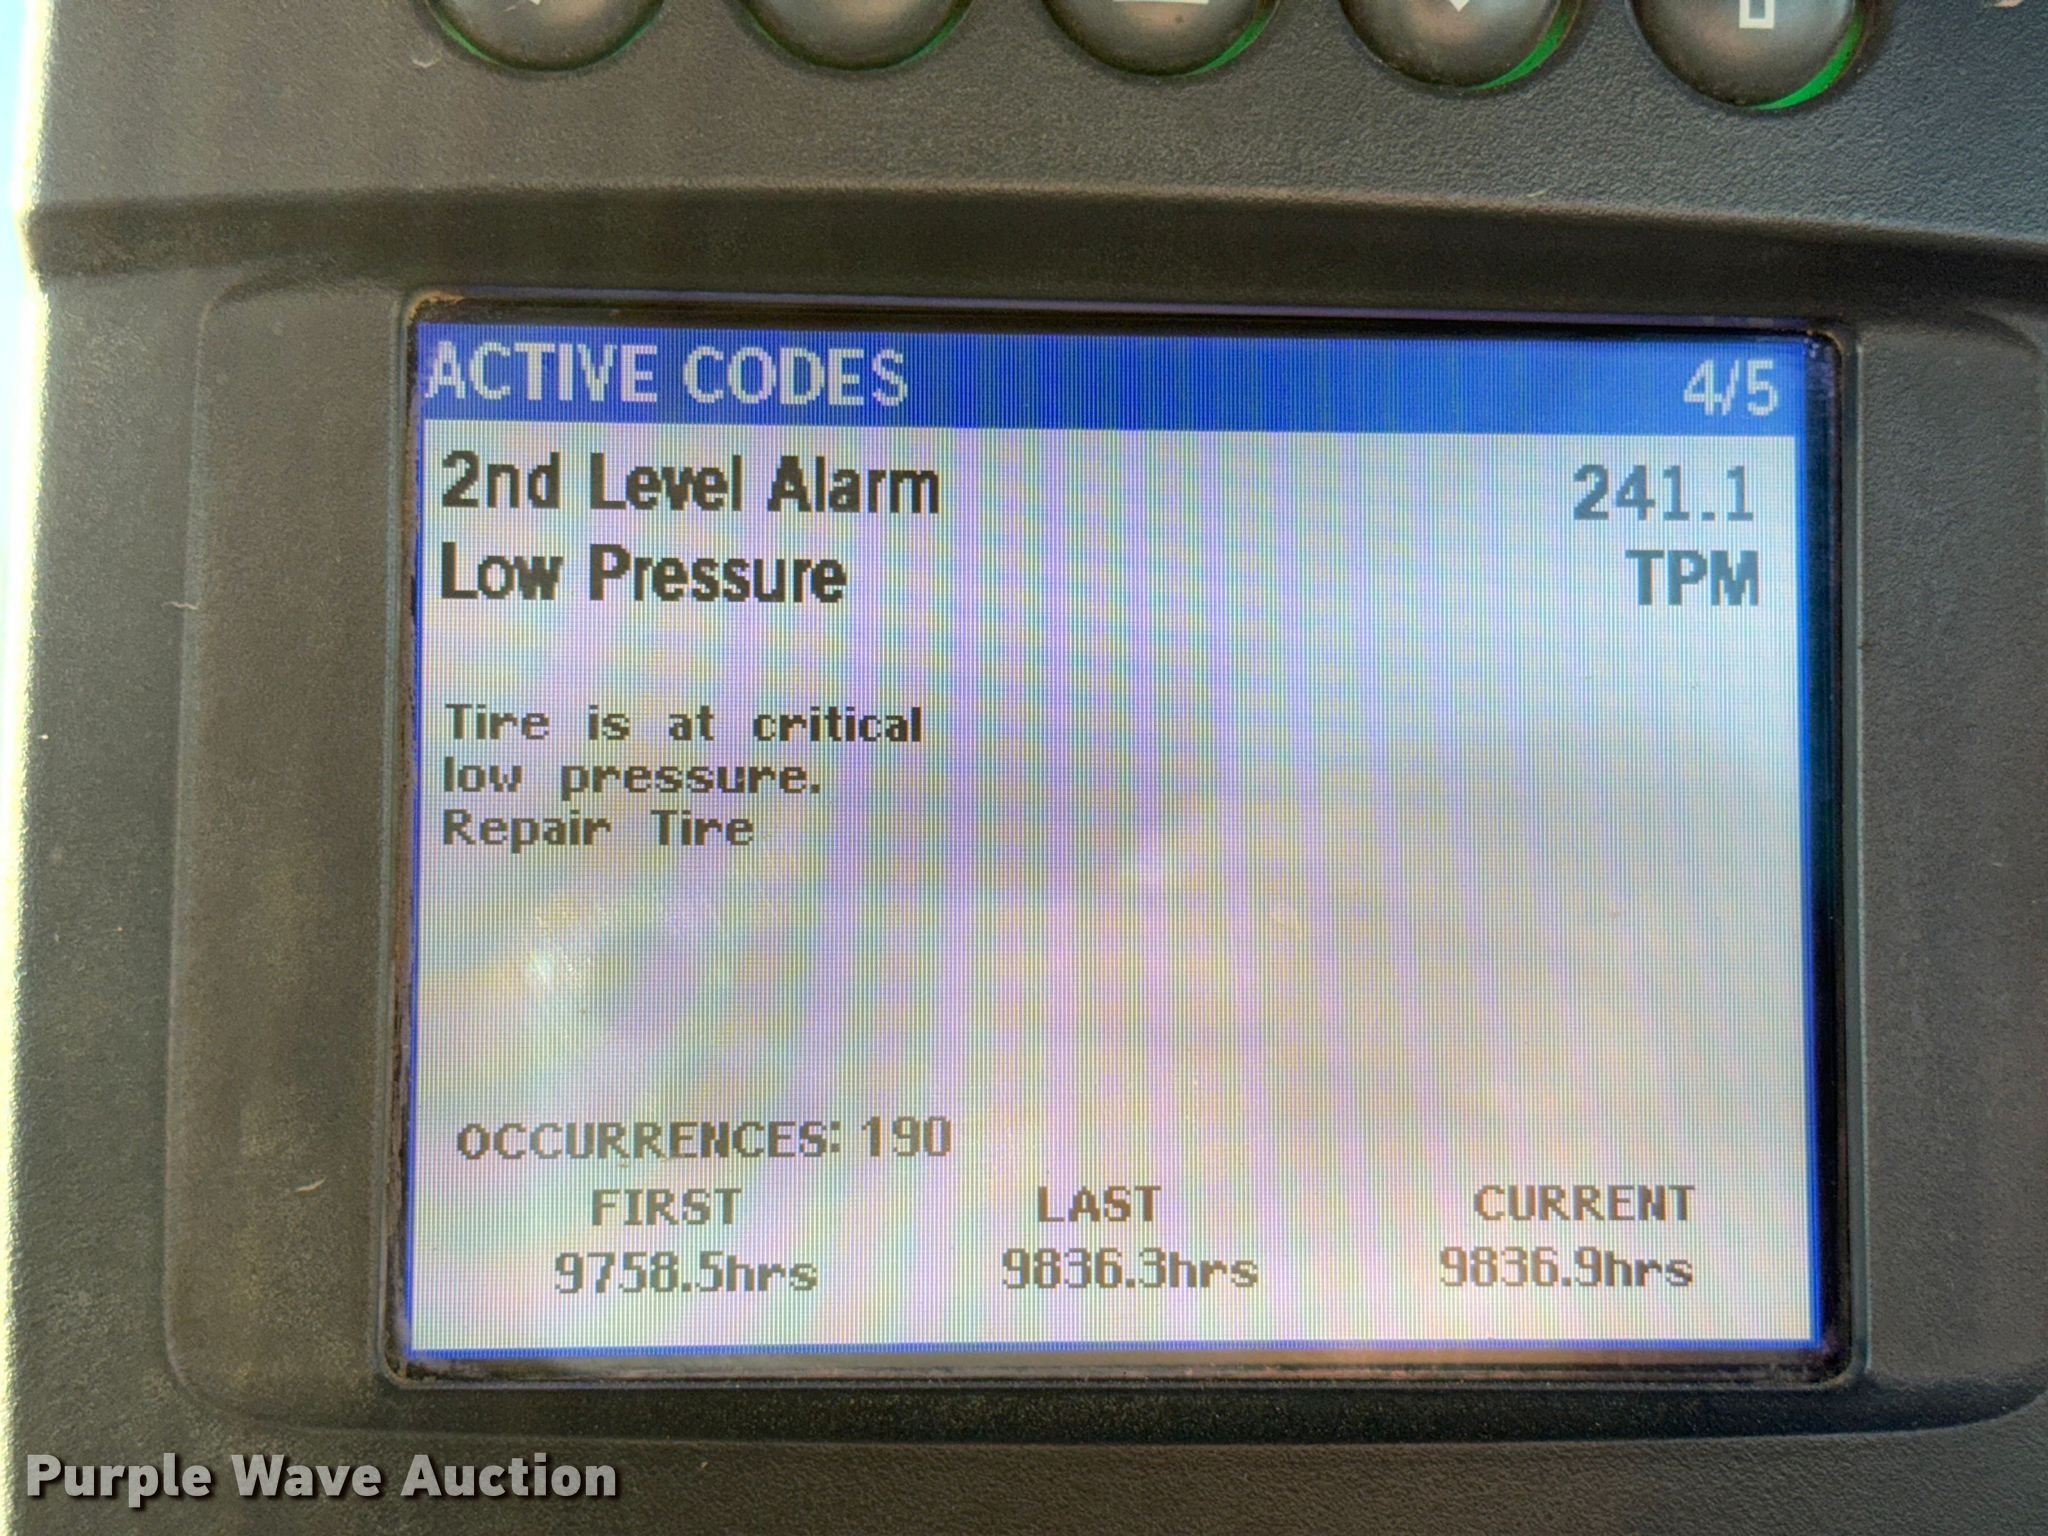 ACTIVE CODES 4/5
2nd Level Alarm 241.1
Low Pressure TPM
Tire is at critical
low pressure.
Repair Tire
OCCURRENCES: 190
FIRST LAST CURRENT
9758.5hrs 9836.3hrs 9836.9hrs
Purple Wave Auction